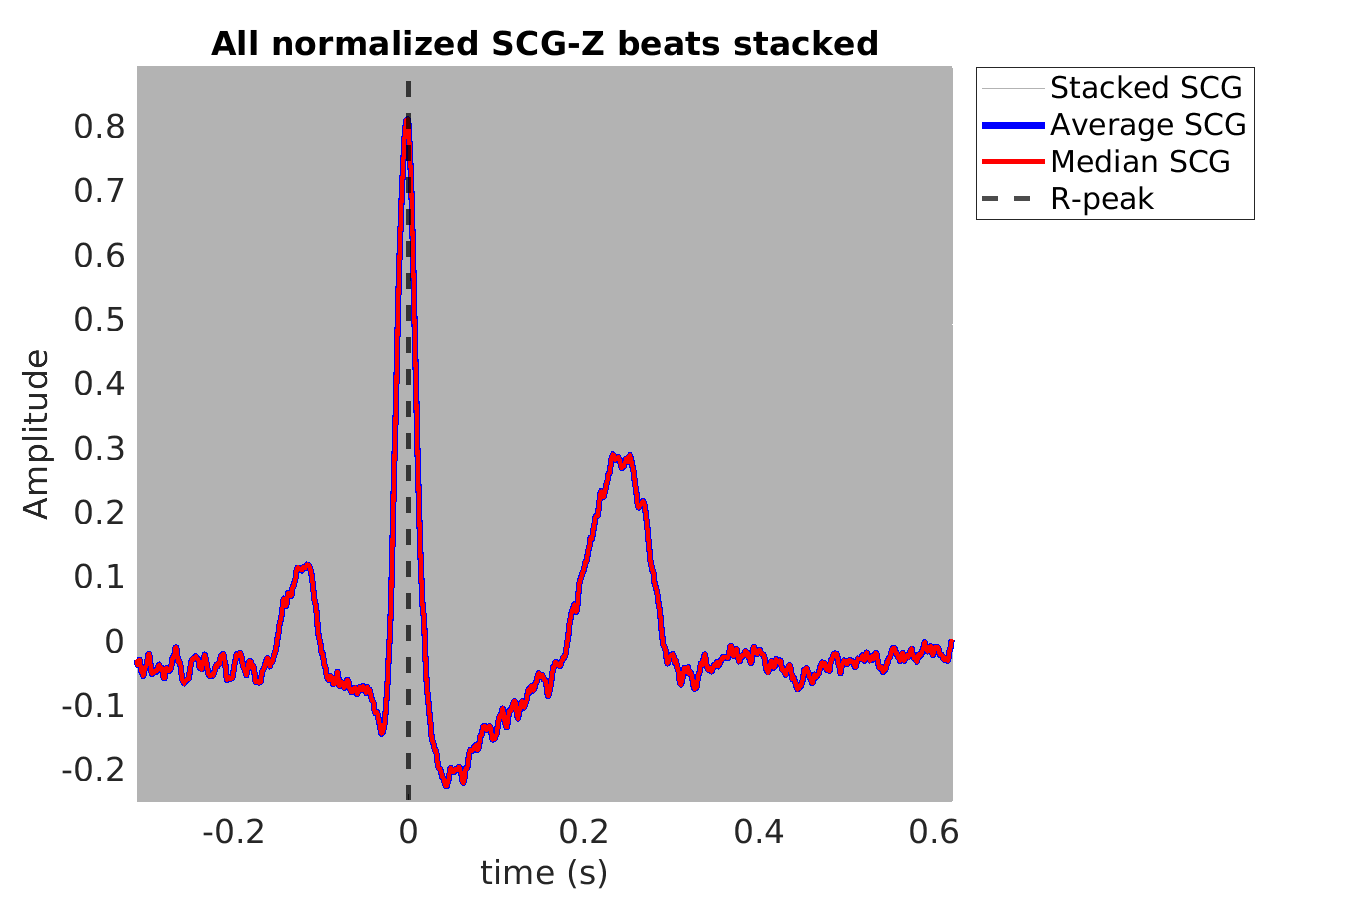 All normalized SCG-Z beats stacked
Stacked SCG
Average SCG
Median SCG
R-peak
Amplitude
0.8
0.7
0.6
0.5
0.4
0.3
0.2
0.1
0
-0.1
-0.2
-0.2 0 0.2 0.4 0.6
time (s)